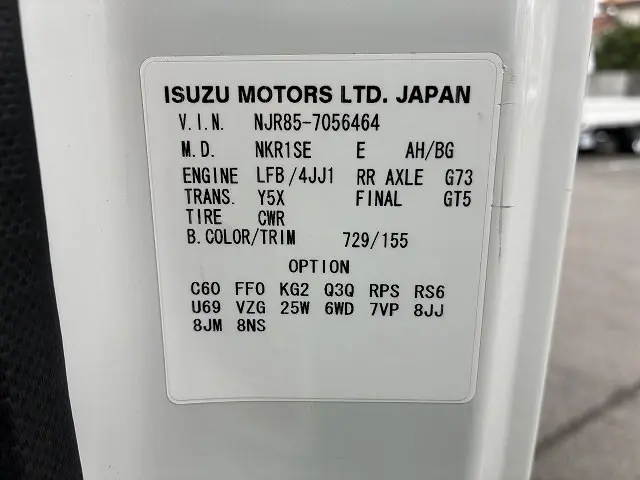 ISUZU MOTORS LTD. JAPAN
V.I.N. NJR85-7056464
M.D. NKR1SE E AH/BG
ENGINE LFB/4JJ1 RR AXLE G73
TRANS. Y5X FINAL GT5
TIRE CWR
B.COLOR/TRIM 729/155
OPTION
C60 FF0 KG2 Q3Q RPS RS6
U69 VZG 25W 6WD 7VP 8JJ
8JM 8NS